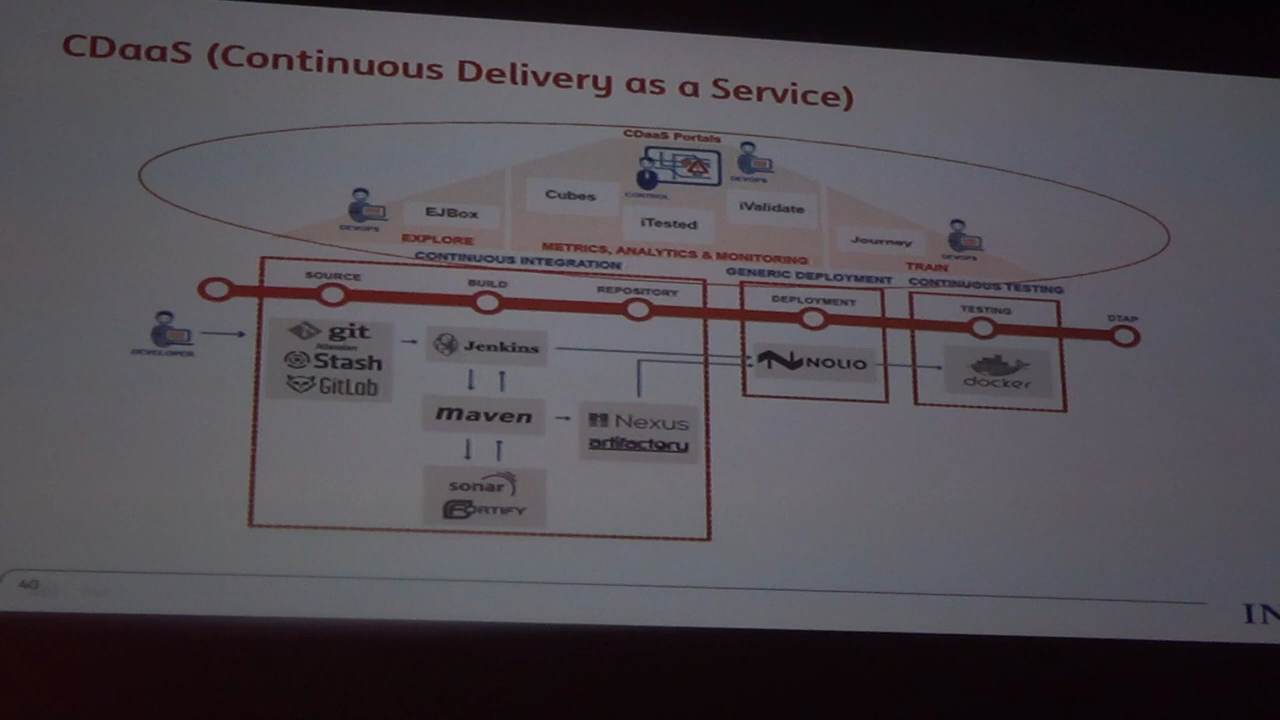 CDaaS (Continuous Delivery as a Service)
CDaaS Portals
CONTROL
DEVOPS
Cubes
iTested
iValidate
DEVOPS
EJBox
EXPLORE
METRICS, ANALYTICS & MONITORING
Journey
DEVOPS
TRAIN
CONTINUOUS INTEGRATION
GENERIC DEPLOYMENT
CONTINUOUS TESTING
SOURCE
BUILD
REPOSITORY
DEPLOYMENT
TESTING
DTAP
DEVELOPER
git
Atlassian
Stash
GitLab
Jenkins
maven
sonar
FORTIFY
Nexus
artifactory
NOLIO
docker
40
IN